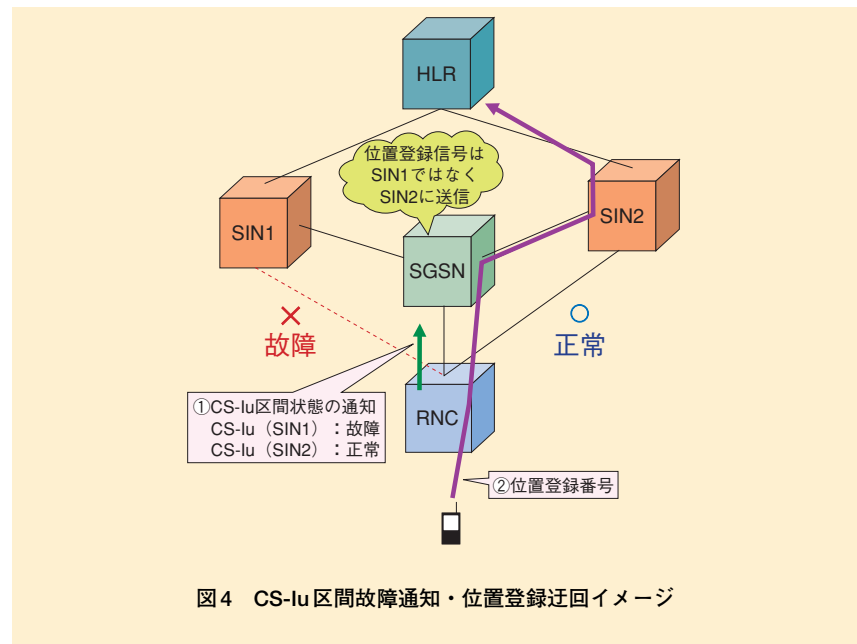 HLR
位置登録信号は
SIN1ではなく
SIN2に送信
SIN1
SIN2
SGSN
×
故障
○
正常
①CS-Iu区間状態の通知
CS-Iu（SIN1）：故障
CS-Iu（SIN2）：正常
RNC
②位置登録番号
図4 CS-Iu区間故障通知・位置登録迂回イメージ